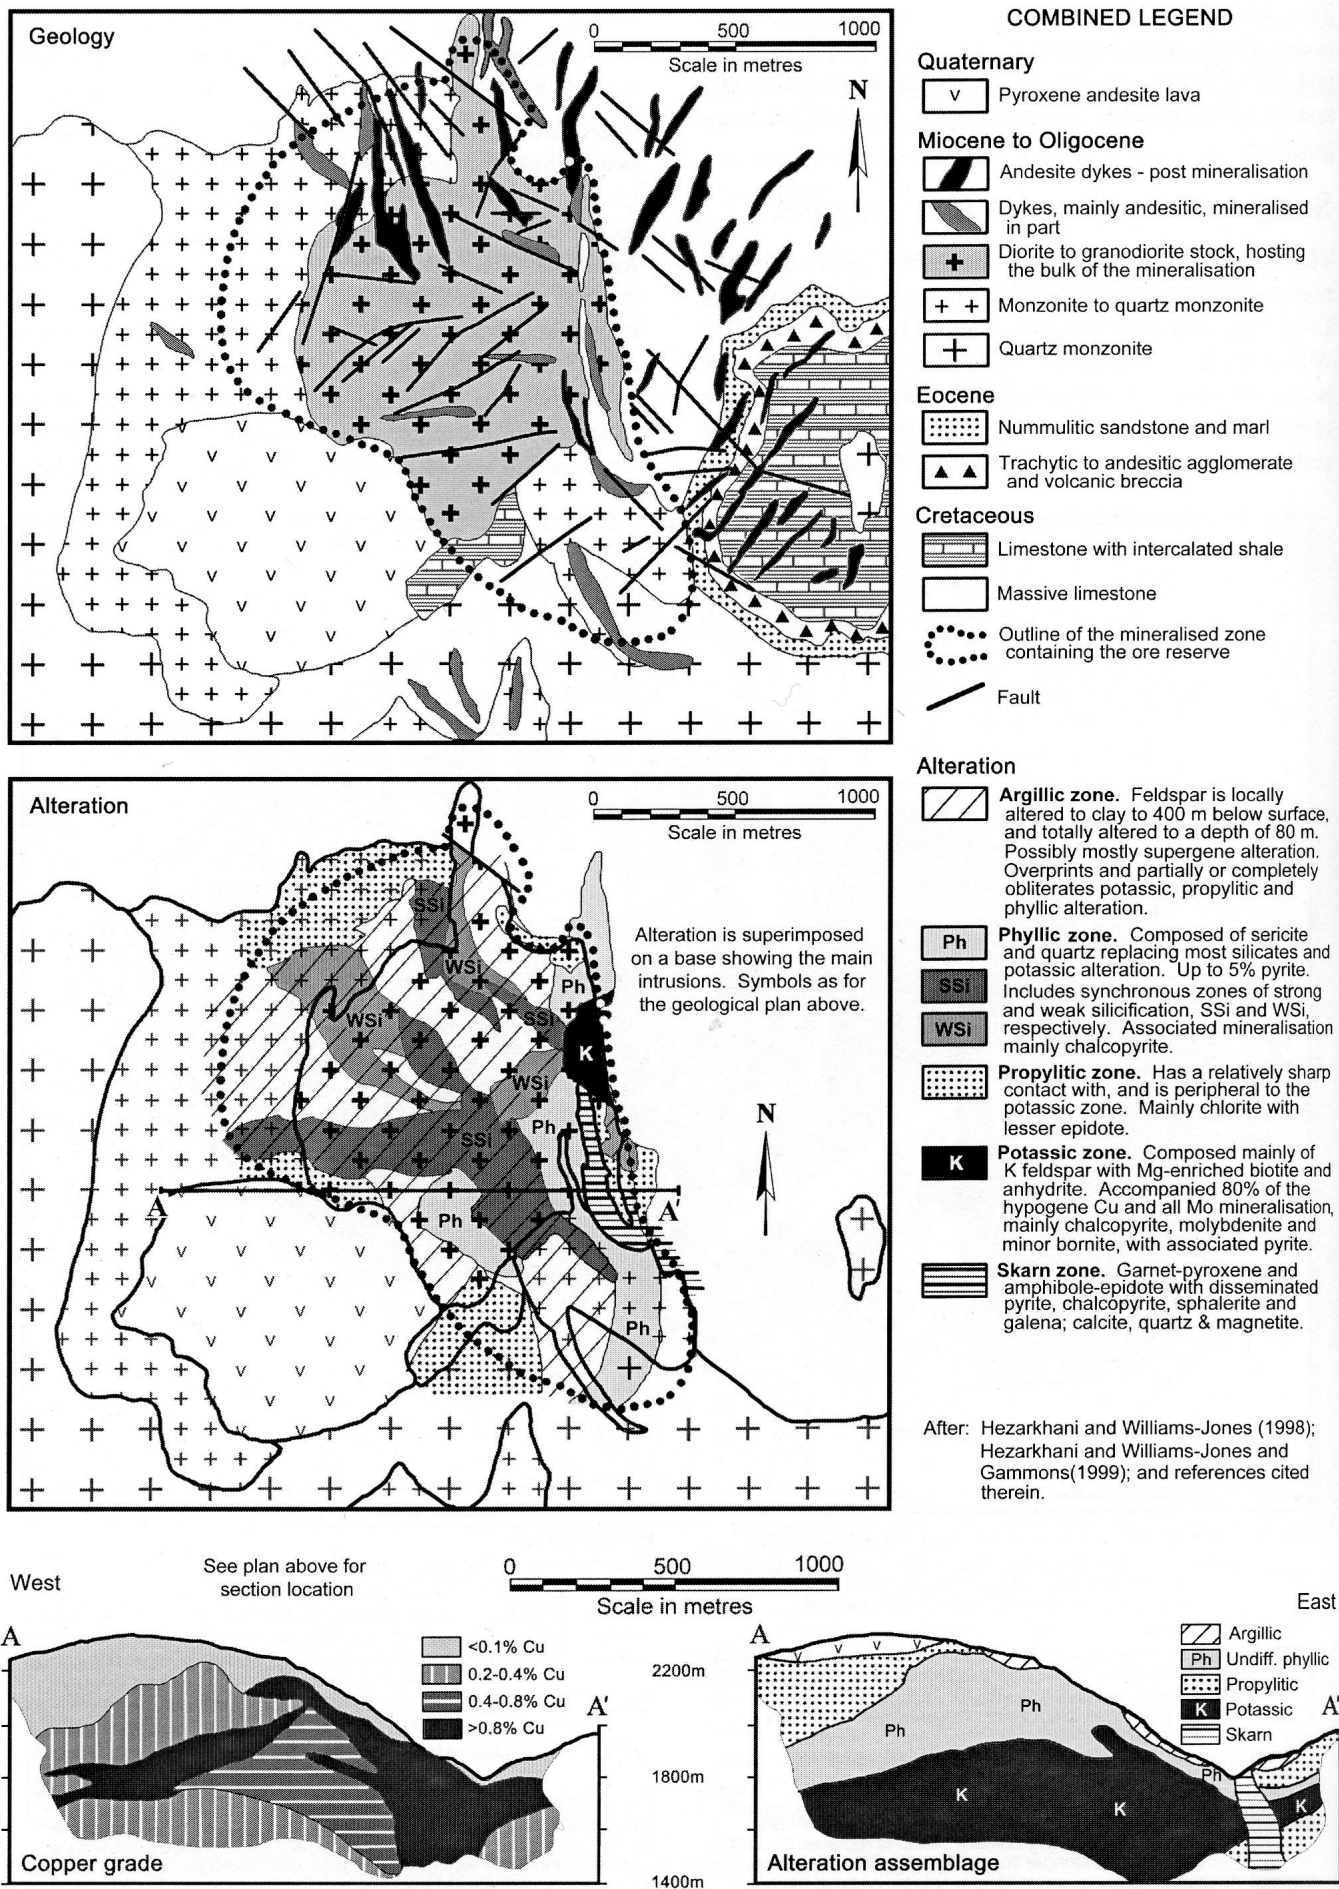 Geology
0 500 1000
Scale in metres
N
COMBINED LEGEND
Quaternary
v Pyroxene andesite lava
Miocene to Oligocene
Andesite dykes - post mineralisation
Dykes, mainly andesitic, mineralised
in part
Diorite to granodiorite stock, hosting
the bulk of the mineralisation
Monzonite to quartz monzonite
Quartz monzonite
Eocene
Nummulitic sandstone and marl
Trachytic to andesitic agglomerate
and volcanic breccia
Cretaceous
Limestone with intercalated shale
Massive limestone
Outline of the mineralised zone
containing the ore reserve
Fault
Alteration
0 500 1000
Scale in metres
Alteration is superimposed
on a base showing the main
intrusions. Symbols as for
the geological plan above.
SSi
WSi
Ph
WSi
SSi
K
WSi
Ph
SSi
N
A
A'
Ph
Ph
Alteration
Argillic zone. Feldspar is locally
altered to clay to 400 m below surface,
and totally altered to a depth of 80 m.
Possibly mostly supergene alteration.
Overprints and partially or completely
obliterates potassic, propylitic and
phyllic alteration.
Ph Phyllic zone. Composed of sericite
and quartz replacing most silicates and
potassic alteration. Up to 5% pyrite.
SSi Includes synchronous zones of strong
and weak silicification, SSi and WSi,
WSi respectively. Associated mineralisation
mainly chalcopyrite.
Propylitic zone. Has a relatively sharp
contact with, and is peripheral to the
potassic zone. Mainly chlorite with
lesser epidote.
K Potassic zone. Composed mainly of
K feldspar with Mg-enriched biotite and
anhydrite. Accompanied 80% of the
hypogene Cu and all Mo mineralisation,
mainly chalcopyrite, molybdenite and
minor bornite, with associated pyrite.
Skarn zone. Garnet-pyroxene and
amphibole-epidote with disseminated
pyrite, chalcopyrite, sphalerite and
galena; calcite, quartz & magnetite.
After: Hezarkhani and Williams-Jones (1998);
Hezarkhani and Williams-Jones and
Gammons(1999); and references cited
therein.
West
See plan above for
section location
0 500 1000
Scale in metres
East
A
<0.1% Cu
0.2-0.4% Cu
0.4-0.8% Cu
>0.8% Cu
A'
Copper grade
2200m
1800m
1400m
A
v v v v
Ph
Ph
K
K
Ph
K
Argillic
Ph Undiff. phyllic
Propylitic
K Potassic
Skarn
A'
Alteration assemblage